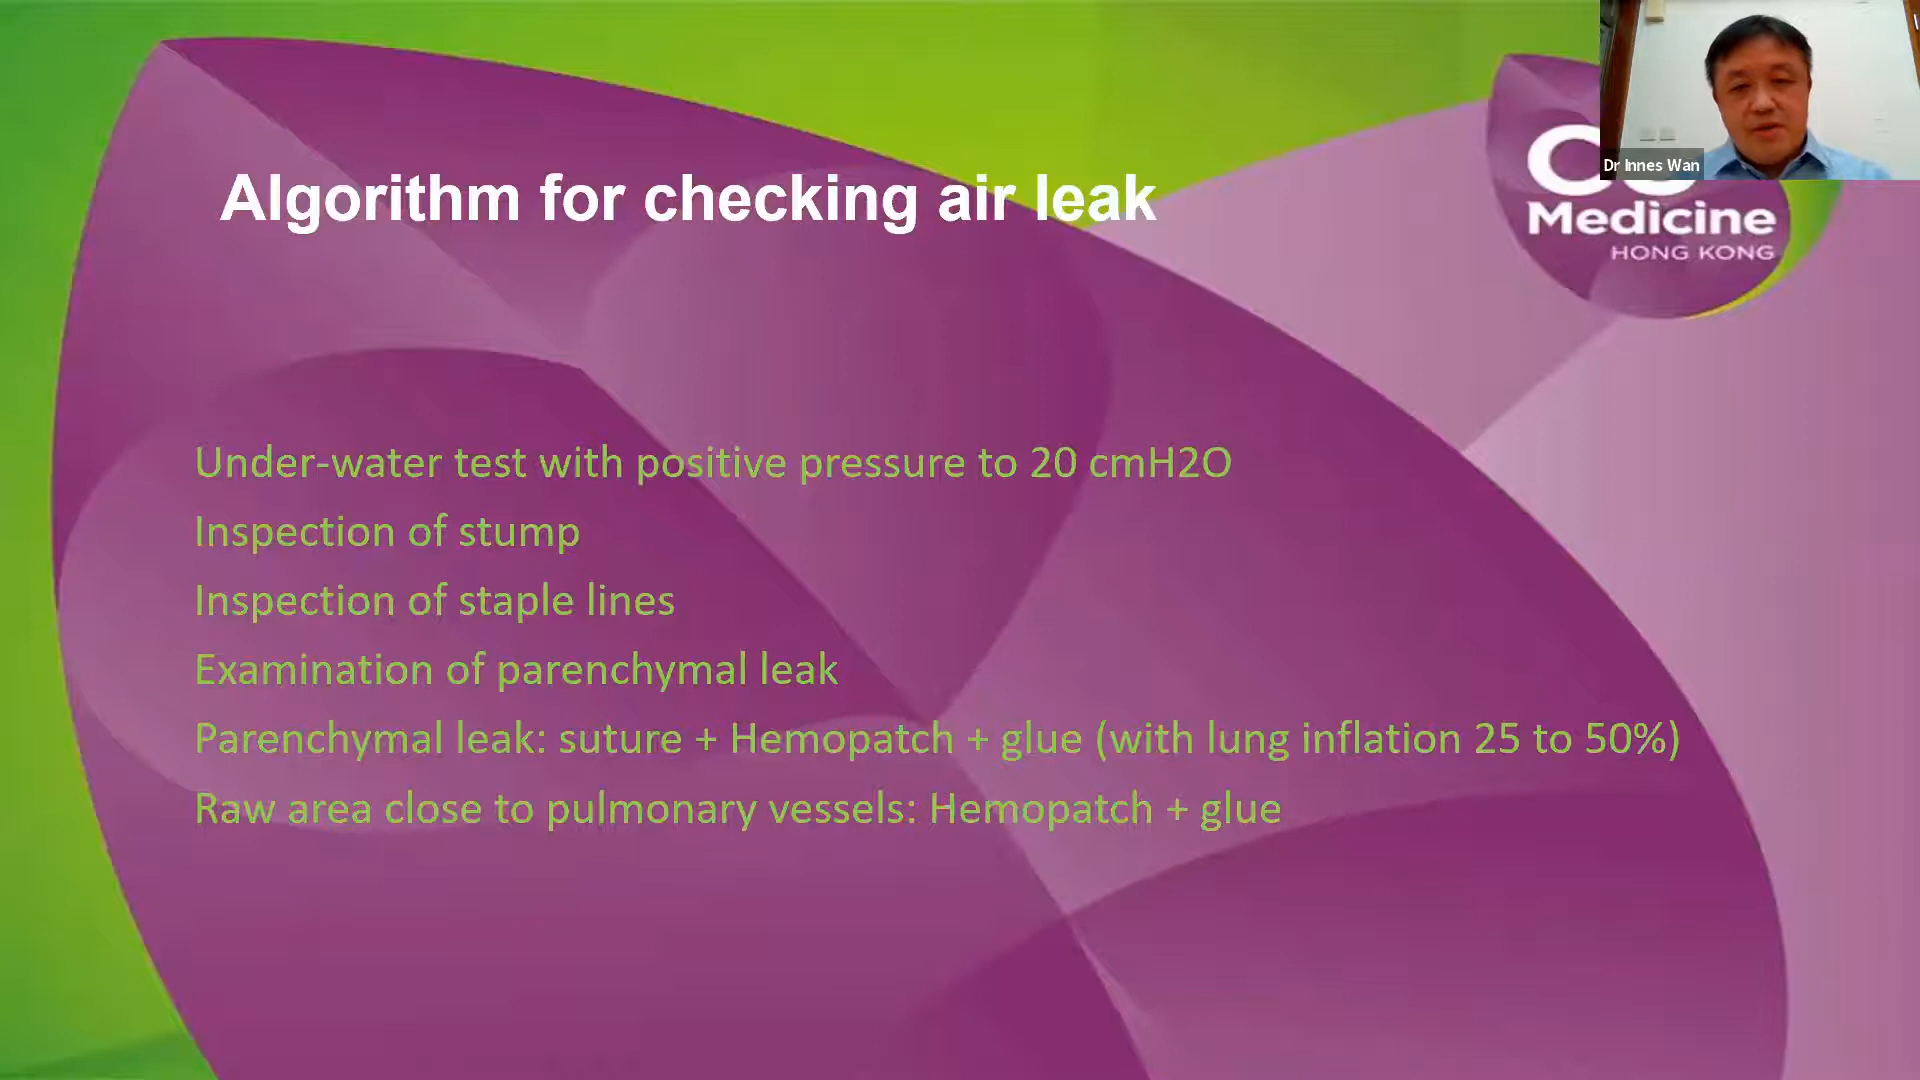 Algorithm for checking air leak
Dr Innes Wan
Medicine
HONG KONG
Under-water test with positive pressure to 20 cmH2O
Inspection of stump
Inspection of staple lines
Examination of parenchymal leak
Parenchymal leak: suture + Hemopatch + glue (with lung inflation 25 to 50%)
Raw area close to pulmonary vessels: Hemopatch + glue